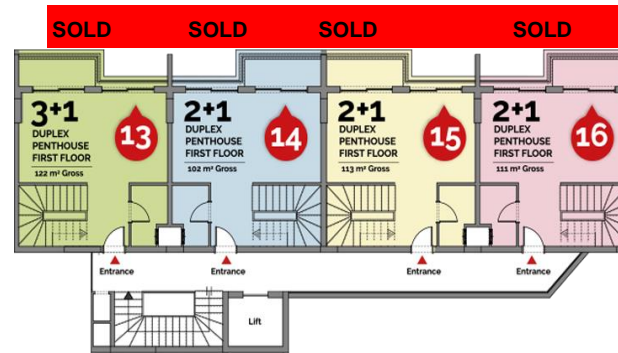 SOLD SOLD SOLD SOLD
3+1
DUPLEX
PENTHOUSE
FIRST FLOOR
122 m² Gross
13
2+1
DUPLEX
PENTHOUSE
FIRST FLOOR
102 m² Gross
14
2+1
DUPLEX
PENTHOUSE
FIRST FLOOR
113 m² Gross
15
2+1
DUPLEX
PENTHOUSE
FIRST FLOOR
111 m² Gross
16
Entrance Entrance Entrance Entrance
Lift